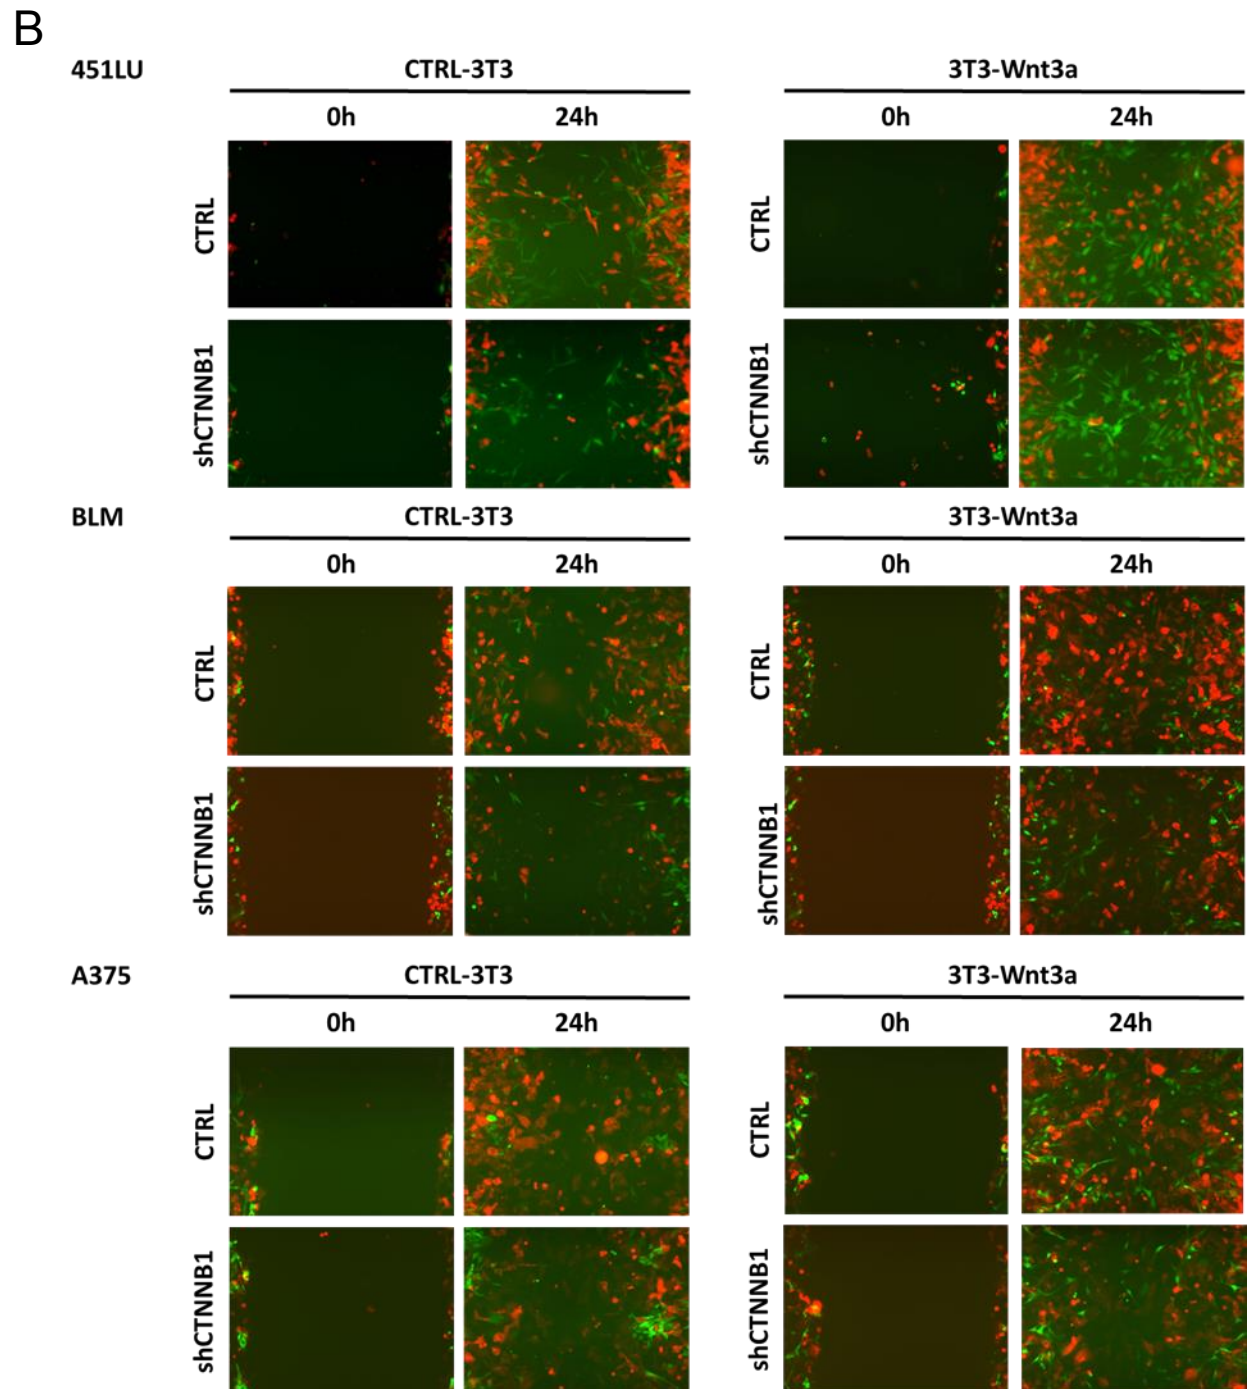 B
451LU CTRL-3T3 3T3-Wnt3a
0h 24h 0h 24h
CTRL CTRL
shCTNNB1 shCTNNB1
BLM CTRL-3T3 3T3-Wnt3a
0h 24h 0h 24h
CTRL CTRL
shCTNNB1 shCTNNB1
A375 CTRL-3T3 3T3-Wnt3a
0h 24h 0h 24h
CTRL CTRL
shCTNNB1 shCTNNB1